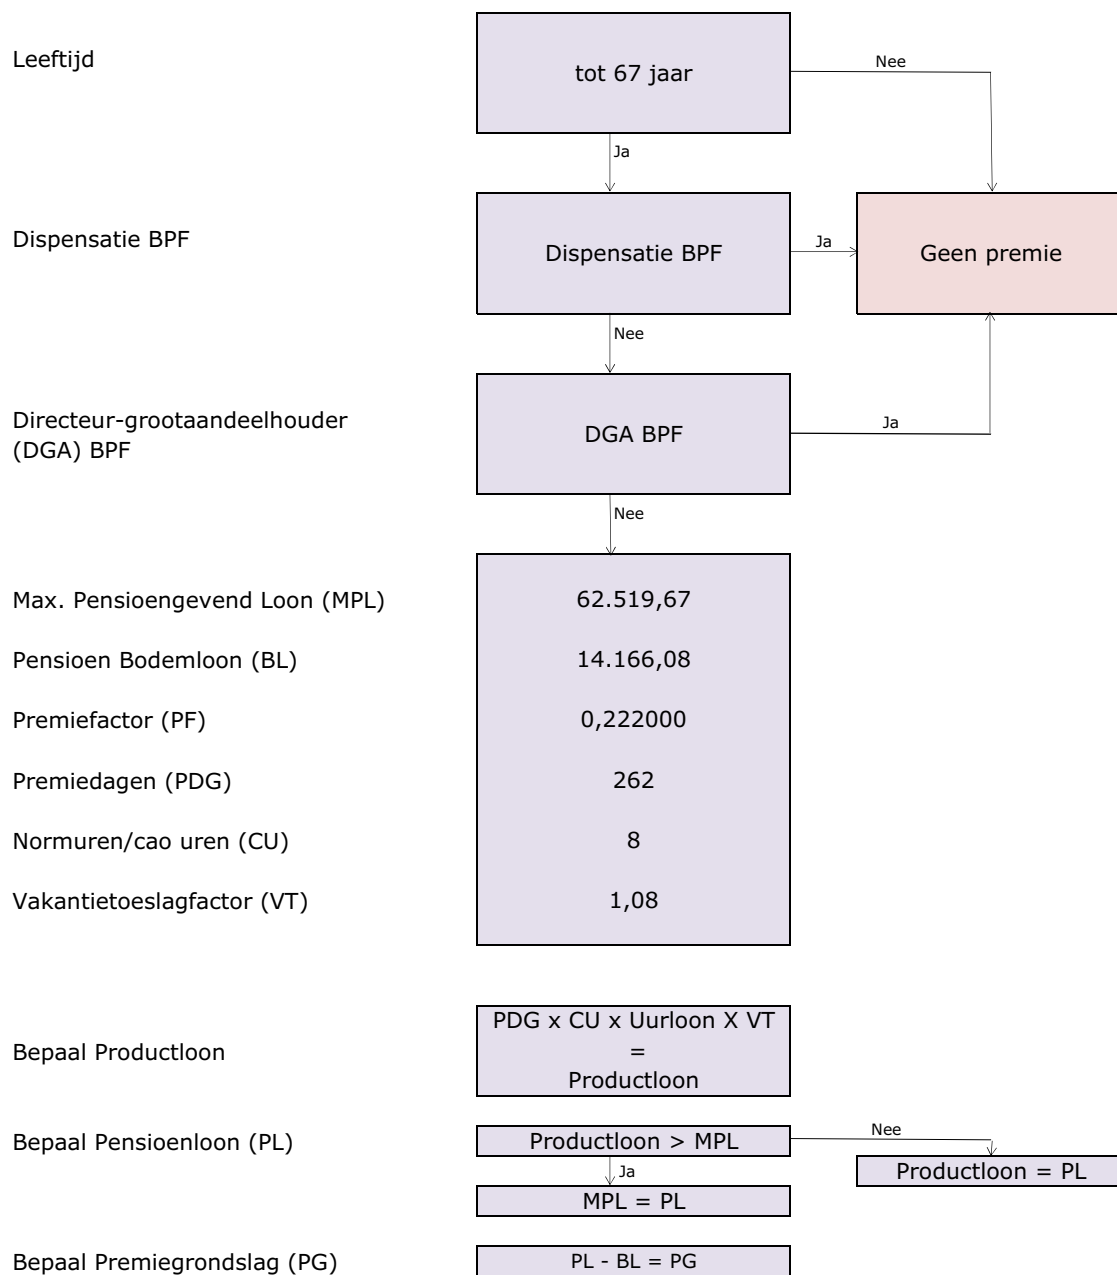 Leeftijd
tot 67 jaar
Nee
Ja
Dispensatie BPF
Dispensatie BPF
Ja
Geen premie
Nee
Directeur-grootaandeelhouder
(DGA) BPF
DGA BPF
Ja
Nee
Max. Pensioengevend Loon (MPL)
62.519,67
Pensioen Bodemloon (BL)
14.166,08
Premiefactor (PF)
0,222000
Premiedagen (PDG)
262
Normuren/cao uren (CU)
8
Vakantietoeslagfactor (VT)
1,08
Bepaal Productloon
PDG x CU x Uurloon X VT
=
Productloon
Bepaal Pensioenloon (PL)
Productloon > MPL
Nee
Productloon = PL
Ja
MPL = PL
Bepaal Premiegrondslag (PG)
PL - BL = PG